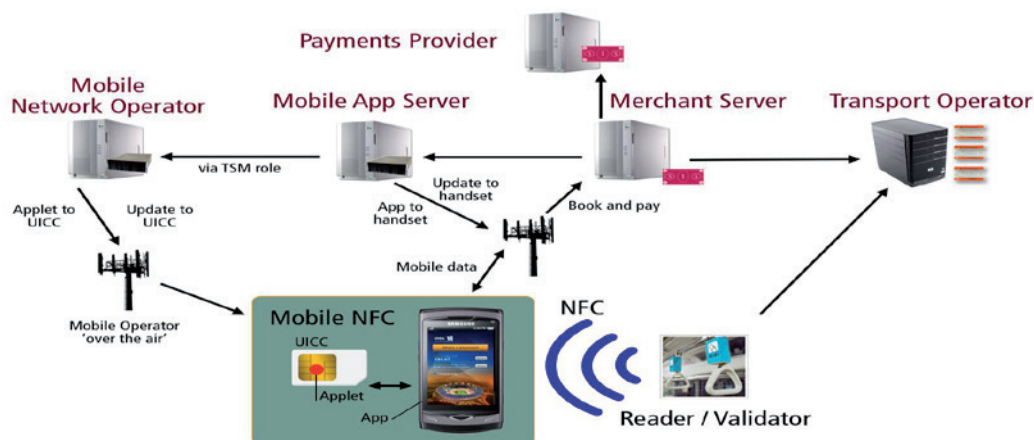 Payments Provider
Mobile
Network Operator
Mobile App Server
Merchant Server
Transport Operator
via TSM role
Applet to
UICC
Update to
UICC
Update to
handset
App to
handset
Book and pay
Mobile data
Mobile Operator
‘over the air’
Mobile NFC
NFC
UICC
SAMSUNG
Applet
App
Reader / Validator